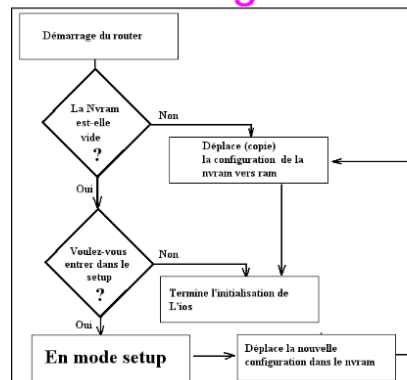 Démarrage du router
La Nvram
est-elle
vide
?
Non
Déplace (copie)
la configuration de la
nvram vers ram
Oui
Voulez-vous
entrer dans le
setup
?
Non
Termine l'initialisation de
L'ios
Oui
En mode setup
Déplace la nouvelle
configuration dans le nvram